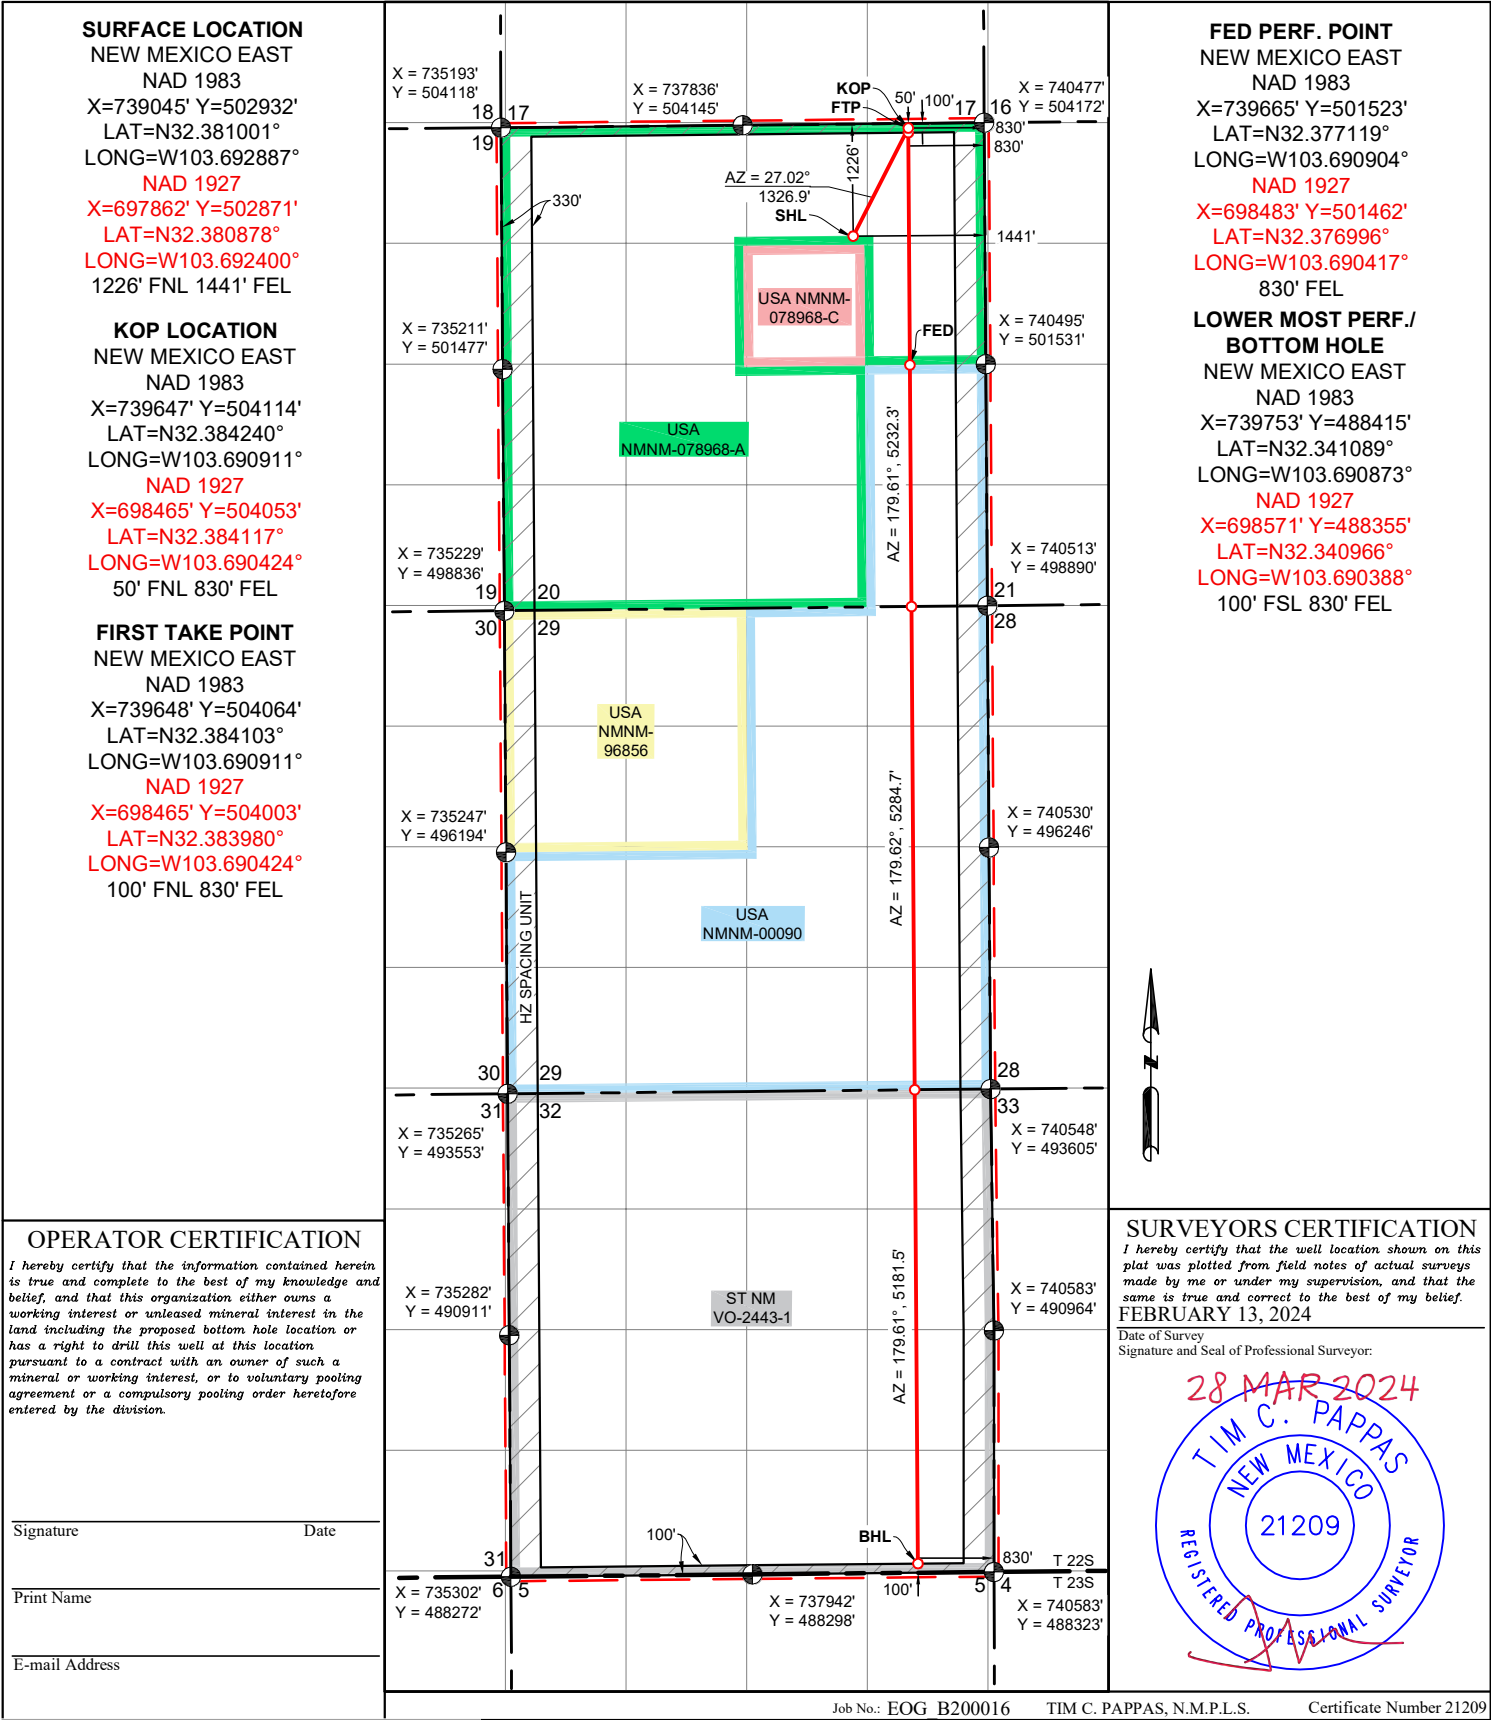 SURFACE LOCATION
NEW MEXICO EAST
NAD 1983
X=739045' Y=502932'
LAT=N32.381001°
LONG=W103.692887°
NAD 1927
X=697862' Y=502871'
LAT=N32.380878°
LONG=W103.692400°
1226' FNL 1441' FEL
KOP LOCATION
NEW MEXICO EAST
NAD 1983
X=739647' Y=504114'
LAT=N32.384240°
LONG=W103.690911°
NAD 1927
X=698465' Y=504053'
LAT=N32.384117°
LONG=W103.690424°
50' FNL 830' FEL
FIRST TAKE POINT
NEW MEXICO EAST
NAD 1983
X=739648' Y=504064'
LAT=N32.384103°
LONG=W103.690911°
NAD 1927
X=698465' Y=504003'
LAT=N32.383980°
LONG=W103.690424°
100' FNL 830' FEL
OPERATOR CERTIFICATION
I hereby certify that the information contained herein
is true and complete to the best of my knowledge and
belief, and that this organization either owns a
working interest or unleased mineral interest in the
land including the proposed bottom hole location or
has a right to drill this well at this location
pursuant to a contract with an owner of such a
mineral or working interest, or to voluntary pooling
agreement or a compulsory pooling order heretofore
entered by the division.
Signature Date
Print Name
E-mail Address
X = 735193'
Y = 504118'
X = 737836'
Y = 504145'
KOP
FTP
50' 100'
X = 740477'
Y = 504172'
18 17
17 16
19
830'
830'
1226'
AZ = 27.02°
1326.9'
330'
SHL
1441'
USA NMNM-
078968-C
X = 735211'
Y = 501477'
X = 740495'
Y = 501531'
FED
USA
NMNM-078968-A
AZ = 179.61°, 5232.3'
X = 735229'
Y = 498836'
X = 740513'
Y = 498890'
19 20
21
30 29
28
USA
NMNM-
96856
AZ = 179.62°, 5284.7'
X = 735247'
Y = 496194'
X = 740530'
Y = 496246'
USA
NMNM-00090
HZ SPACING UNIT
30 29
28
31 32
33
X = 735265'
Y = 493553'
X = 740548'
Y = 493605'
AZ = 179.61°, 5181.5'
X = 735282'
Y = 490911'
X = 740583'
Y = 490964'
ST NM
VO-2443-1
100'
BHL
830'
T 22S
T 23S
31
6 5
100'
5 4
X = 735302'
Y = 488272'
X = 737942'
Y = 488298'
X = 740583'
Y = 488323'
FED PERF. POINT
NEW MEXICO EAST
NAD 1983
X=739665' Y=501523'
LAT=N32.377119°
LONG=W103.690904°
NAD 1927
X=698483' Y=501462'
LAT=N32.376996°
LONG=W103.690417°
830' FEL
LOWER MOST PERF./
BOTTOM HOLE
NEW MEXICO EAST
NAD 1983
X=739753' Y=488415'
LAT=N32.341089°
LONG=W103.690873°
NAD 1927
X=698571' Y=488355'
LAT=N32.340966°
LONG=W103.690388°
100' FSL 830' FEL
N
SURVEYORS CERTIFICATION
I hereby certify that the well location shown on this
plat was plotted from field notes of actual surveys
made by me or under my supervision, and that the
same is true and correct to the best of my belief.
FEBRUARY 13, 2024
Date of Survey
Signature and Seal of Professional Surveyor:
28 MAR 2024
TIM C. PAPPAS
NEW MEXICO
21209
REGISTERED PROFESSIONAL SURVEYOR
Job No.: EOG_B200016 TIM C. PAPPAS, N.M.P.L.S. Certificate Number 21209